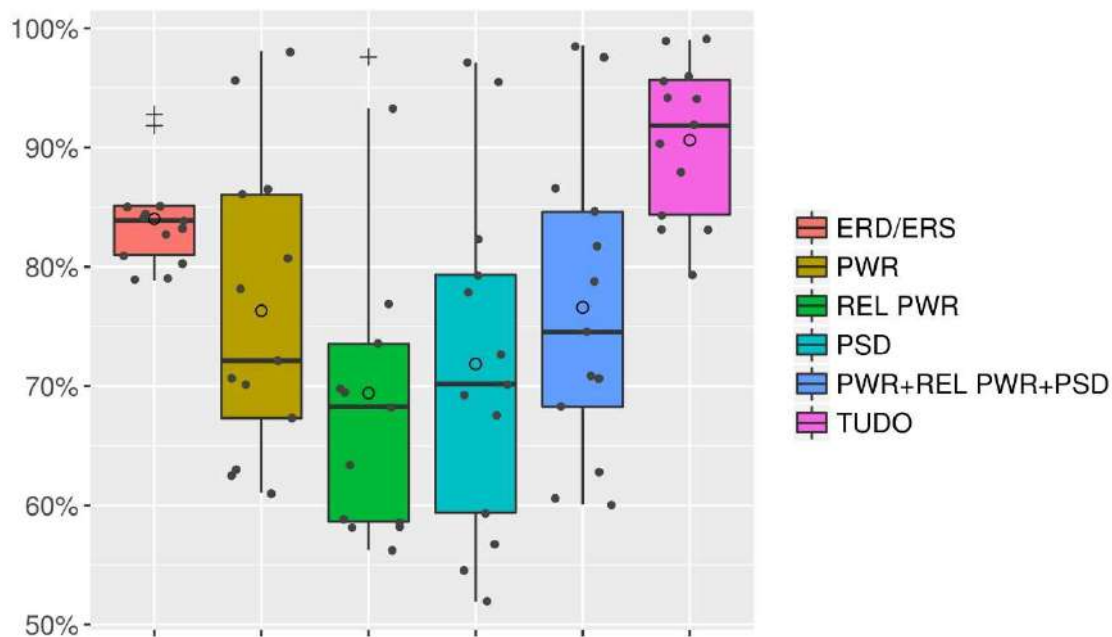 100%
90%
80%
70%
60%
50%
ERD/ERS
PWR
REL PWR
PSD
PWR+REL PWR+PSD
TUDO